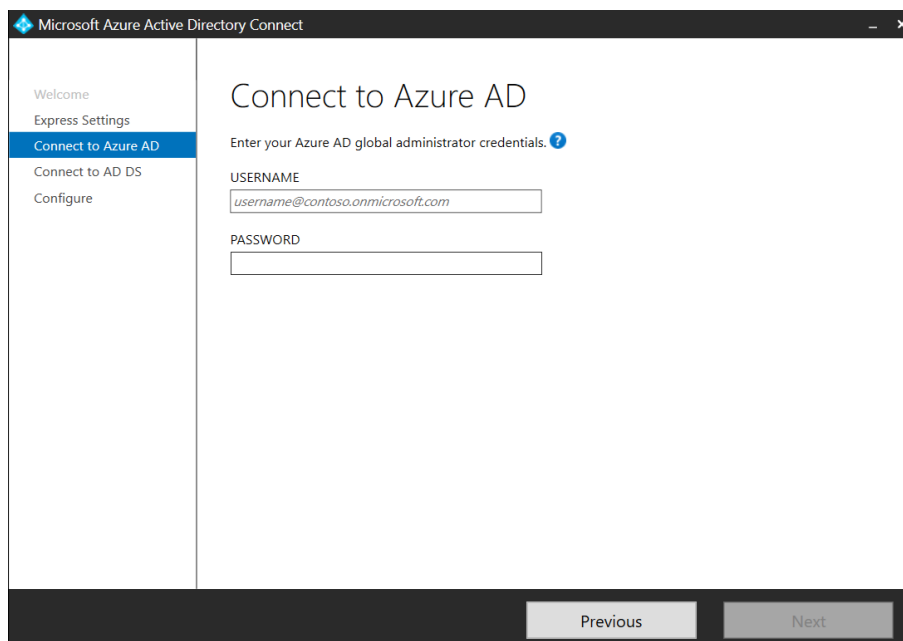 Microsoft Azure Active Directory Connect
Welcome
Express Settings
Connect to Azure AD
Connect to AD DS
Configure
Connect to Azure AD
Enter your Azure AD global administrator credentials. ?
USERNAME
username@contoso.onmicrosoft.com
PASSWORD
Previous
Next